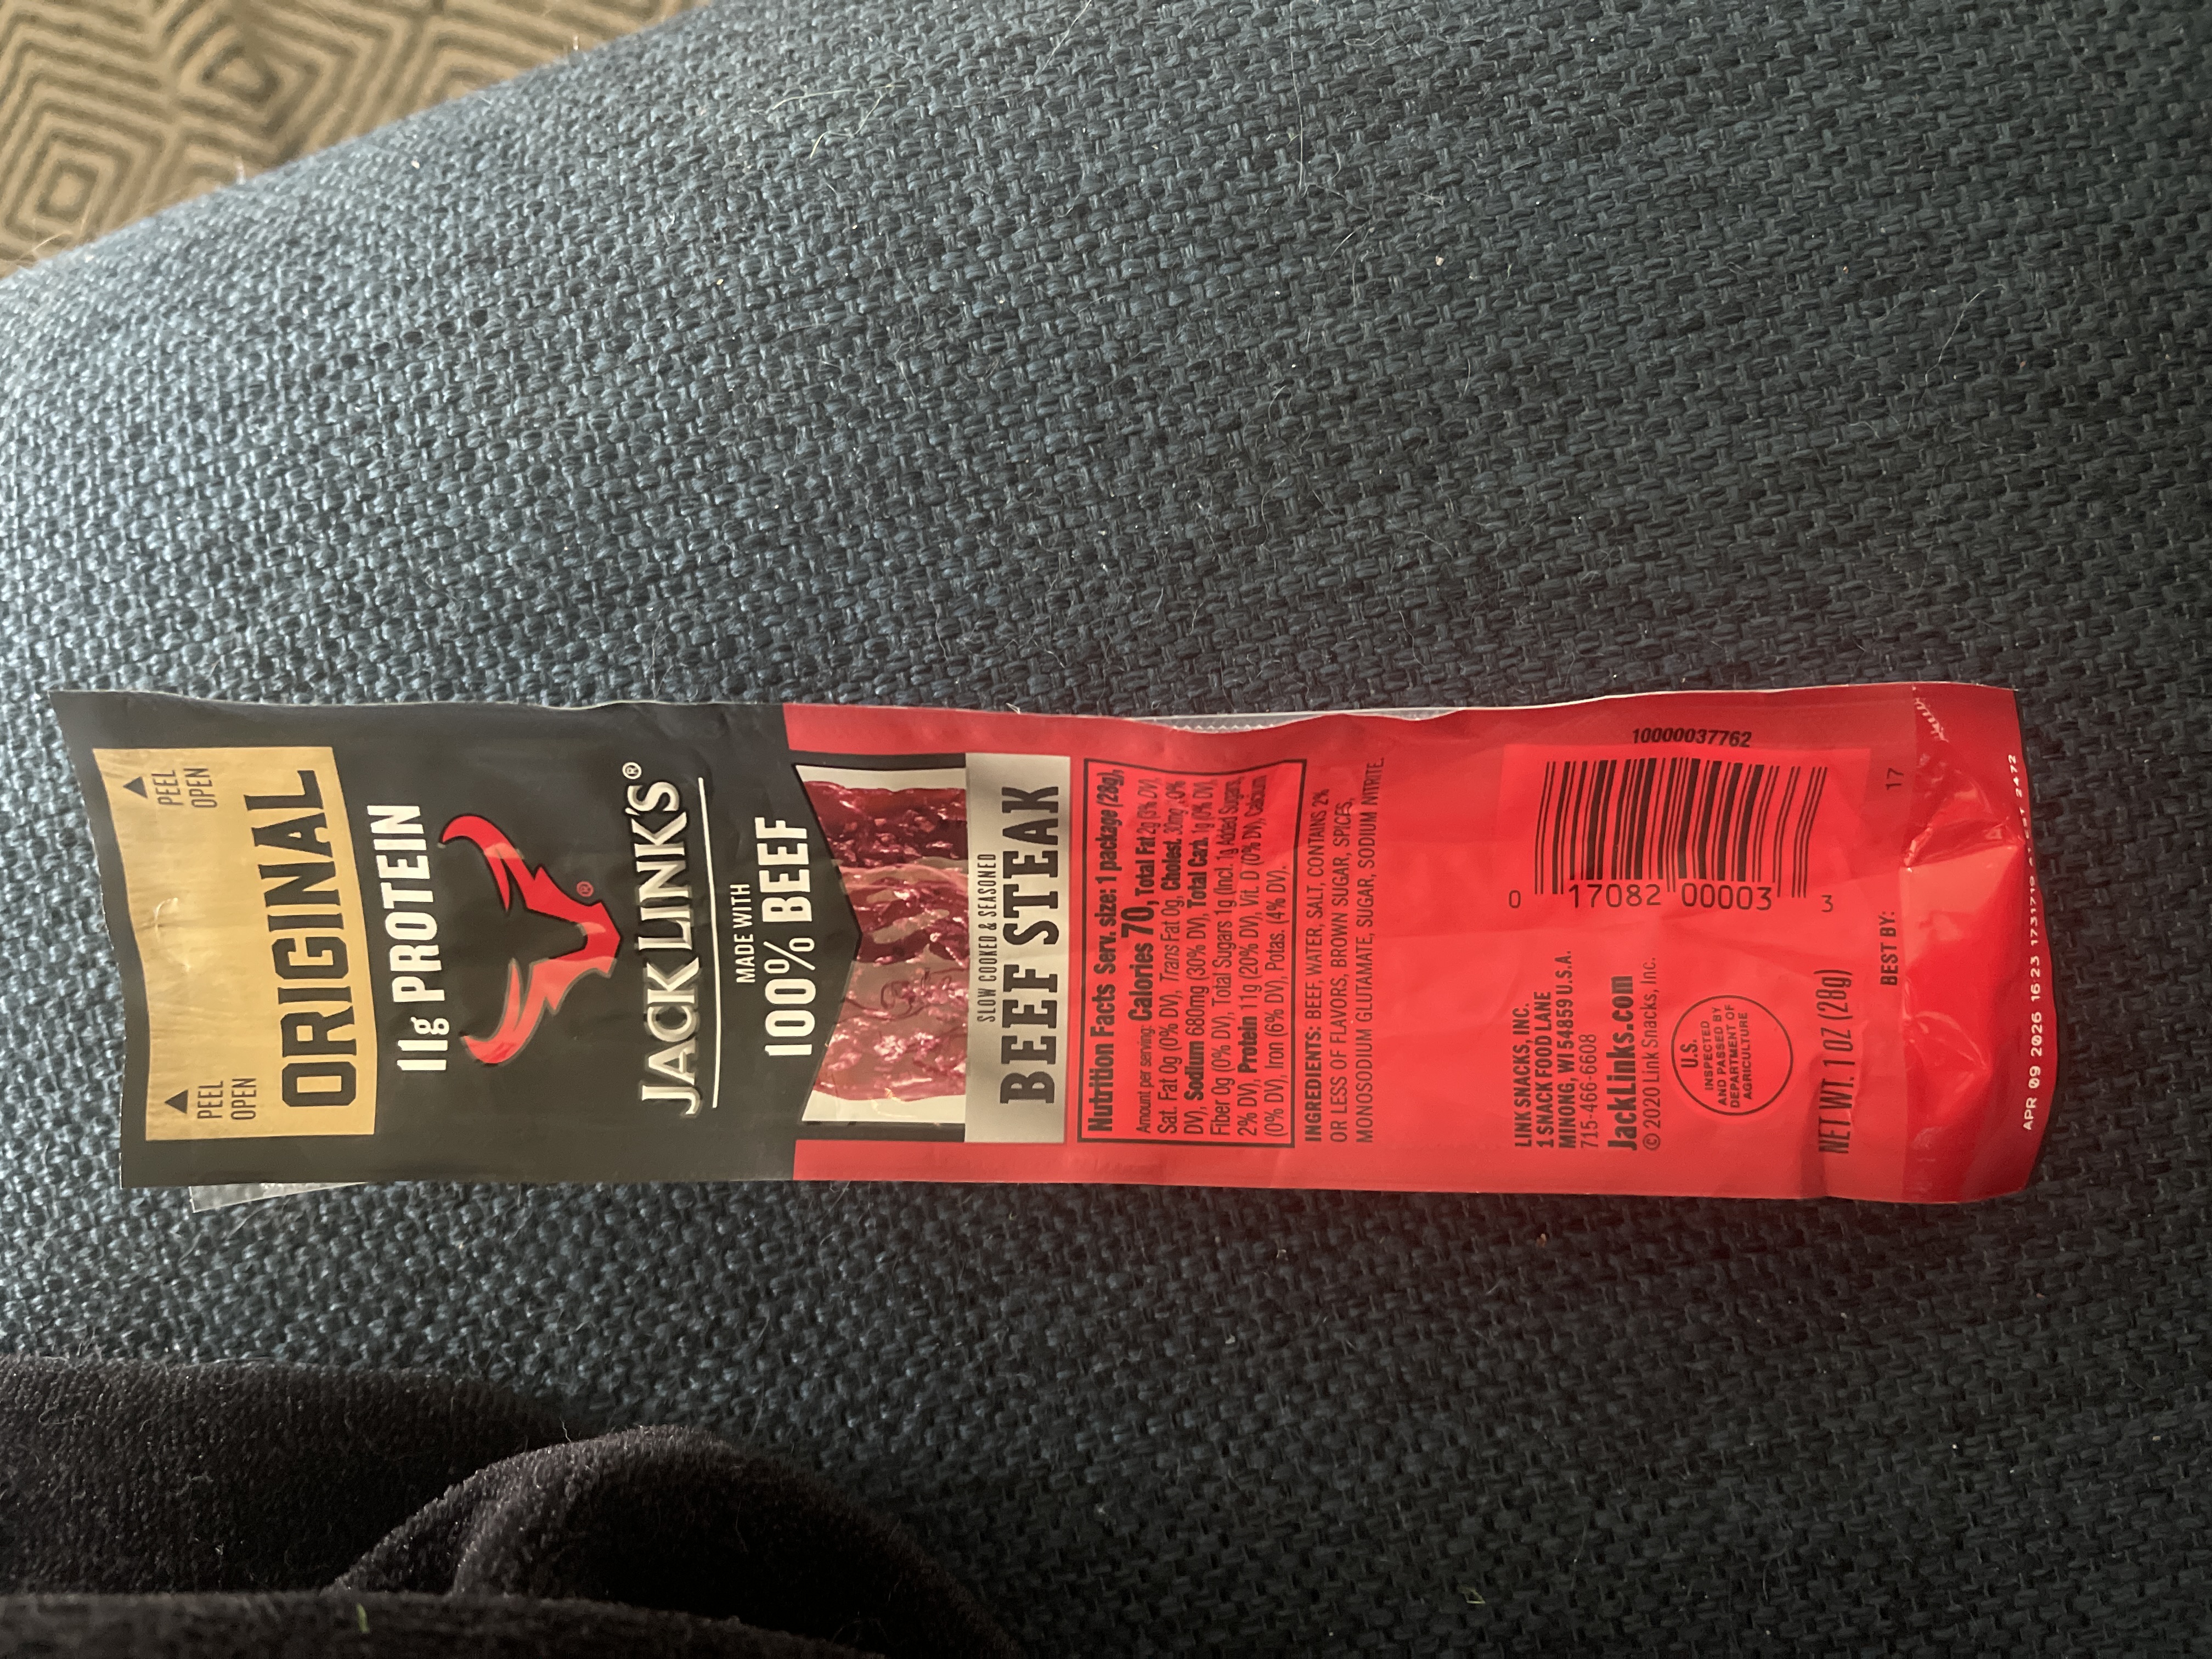 PEEL
OPEN
PEEL
OPEN
ORIGINAL
11g PROTEIN
®
JACK LINK'S®
MADE WITH
100% BEEF
SLOW COOKED & SEASONED
BEEF STEAK
Nutrition Facts Serv. size: 1 package (28g),
Amount per serving: Calories 70, Total Fat 2g (3% DV),
Sat. Fat 0g (0% DV), Trans Fat 0g, Cholest. 30mg
DV), Sodium 680mg (30% DV), Total Carb. 1g (0% DV),
Fiber 0g (0% DV), Total Sugars 1g (Incl. 1g Added Sugars,
2% DV), Protein 11g (20% DV), Vit. D (0% DV), Calcium
(0% DV), Iron (6% DV), Potas. (4% DV).
INGREDIENTS: BEEF, WATER, SALT, CONTAINS 2%
OR LESS OF FLAVORS, BROWN SUGAR, SPICES,
MONOSODIUM GLUTAMATE, SUGAR, SODIUM NITRITE.
LINK SNACKS, INC.
1 SNACK FOOD LANE
MINONG, WI 54859 U.S.A.
715-466-6608
JackLinks.com
© 2020 Link Snacks, Inc.
U.S.
INSPECTED
AND PASSED BY
DEPARTMENT OF
AGRICULTURE
0 17082 00003 3
10000037762
NET WT. 1 OZ (28g)
BEST BY:
17
APR 09 2026 16:23